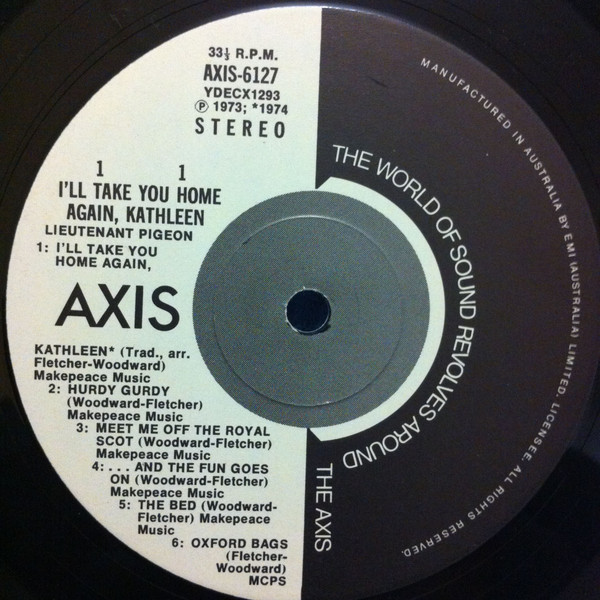 33⅓ R.P.M.
AXIS-6127
YDECX1293
Ⓟ 1973; *1974
STEREO
1 1
I'LL TAKE YOU HOME
AGAIN, KATHLEEN
LIEUTENANT PIGEON
1: I'LL TAKE YOU
HOME AGAIN,
AXIS
KATHLEEN* (Trad., arr.
Fletcher-Woodward)
Makepeace Music
2: HURDY GURDY
(Woodward-Fletcher)
Makepeace Music
3: MEET ME OFF THE ROYAL
SCOT (Woodward-Fletcher)
Makepeace Music
4: . . . AND THE FUN GOES
ON (Woodward-Fletcher)
Makepeace Music
5: THE BED (Woodward-
Fletcher) Makepeace
Music
6: OXFORD BAGS
(Fletcher-
Woodward)
MCPS
THE WORLD OF SOUND REVOLVES AROUND
THE AXIS
MANUFACTURED IN AUSTRALIA BY EMI (AUSTRALIA) LIMITED. LICENSEE. ALL RIGHTS RESERVED.